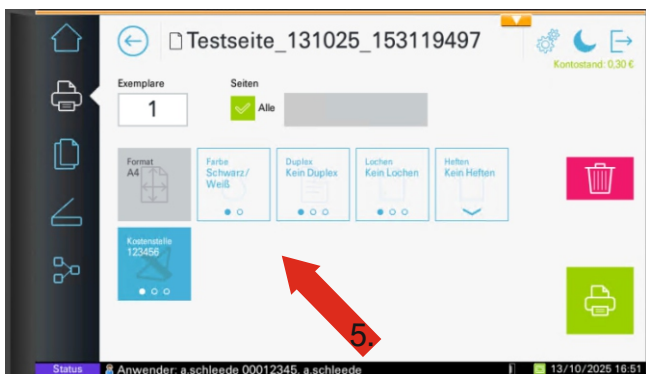 Testseite_131025_153119497
Kontostand: 0,30 €
Exemplare
Seiten
1
Alle
Format
A4
Farbe
Schwarz/
Weiß
Duplex
Kein Duplex
Lochen
Kein Lochen
Heften
Kein Heften
Kostenstelle
123456
5.
Status
Anwender: a.schleede 00012345, a.schleede
13/10/2025 16:51